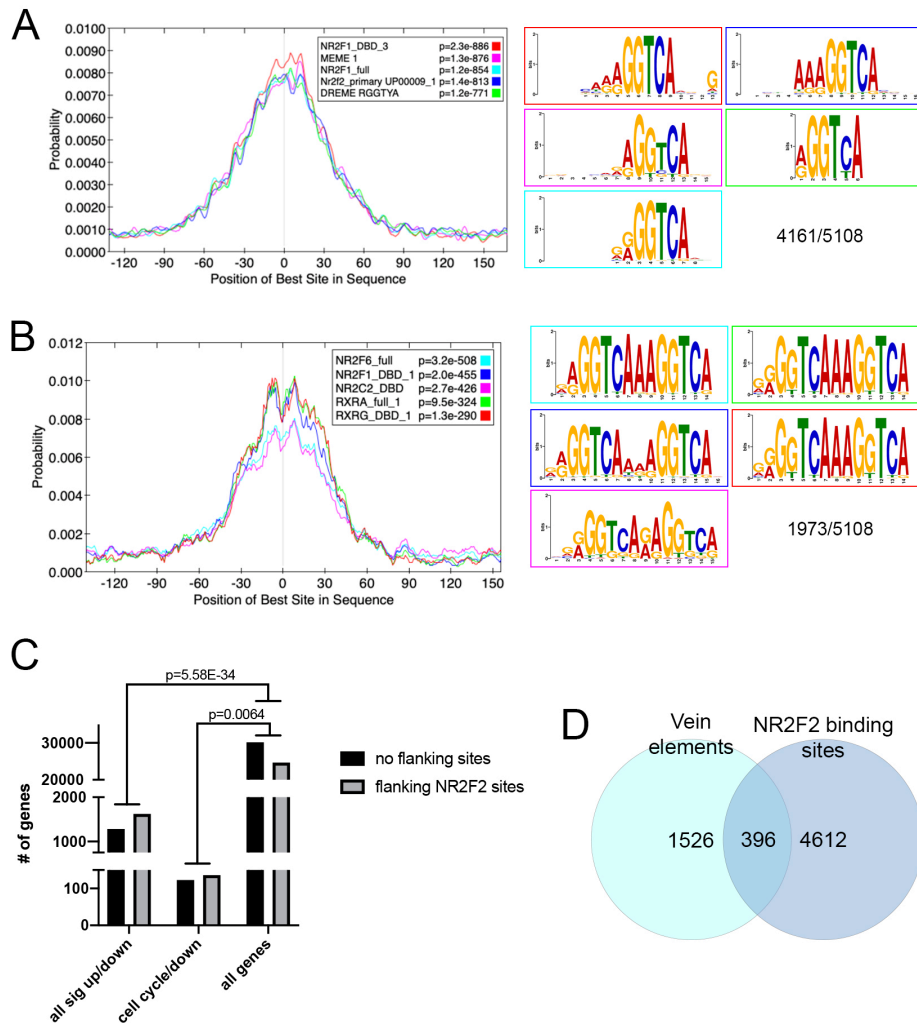 A
0.0100
0.0090
0.0080
0.0070
0.0060
0.0050
0.0040
0.0030
0.0020
0.0010
0.0000
Probability
-120 -90 -60 -30 0 30 60 90 120 150
Position of Best Site in Sequence
NR2F1_DBD_3 p=2.3e-886
MEME 1 p=1.3e-876
NR2F1_full p=1.2e-854
Nr2f2_primary UP00009_1 p=1.4e813
DREME RGGTYA p=1.2e-771
4161/5108
B
0.012
0.010
0.008
0.006
0.004
0.002
0.000
Probability
-120 -90 -60 -30 0 30 60 90 120 150
Position of Best Site in Sequence
NR2F6_full p=3.2e-508
NR2F1_DBD_1 p=2.0e-455
NR2C2_DBD p=2.7e-426
RXRA_full_1 p=9.5e-324
RXRG_DBD_1 p=1.3e-290
1973/5108
C
p=5.58E-34
p=0.0064
30000
20000
2000
1000
100
0
# of genes
all sig up/down
cell cycle/down
all genes
no flanking sites
flanking NR2F2 sites
D
Vein
elements
NR2F2 binding
sites
1526 396 4612